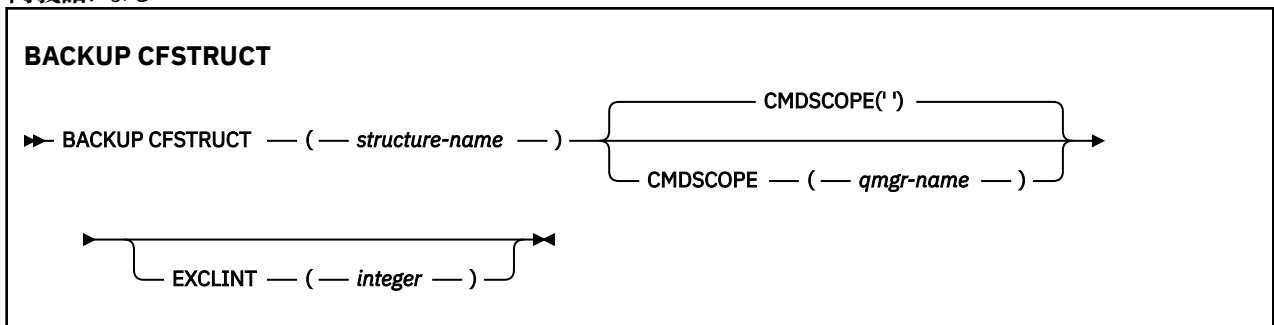 BACKUP CFSTRUCT
CMDSCOPE(' ')
BACKUP CFSTRUCT — ( — structure-name — )
CMDSCOPE — ( — qmgr-name — )
EXCLINT — ( — integer — )